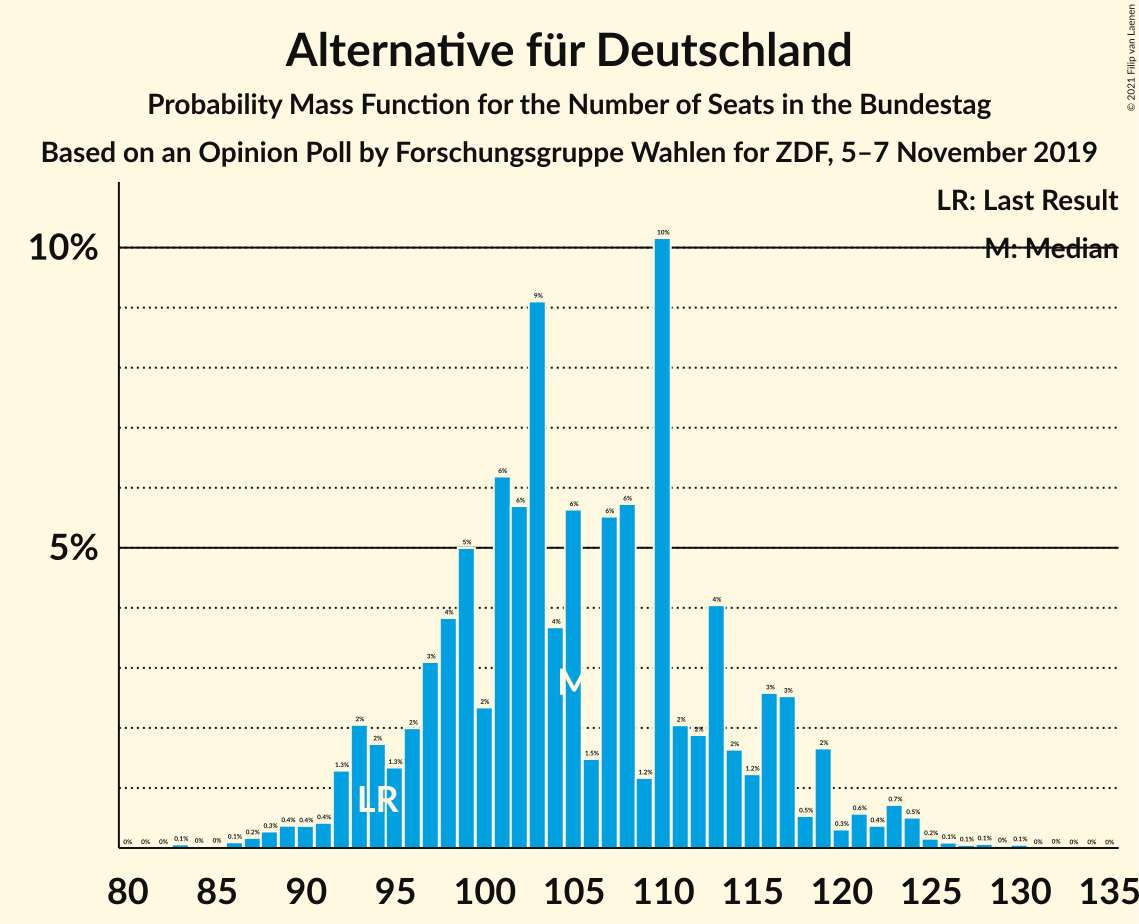 Alternative für Deutschland
Probability Mass Function for the Number of Seats in the Bundestag
Based on an Opinion Poll by Forschungsgruppe Wahlen for ZDF, 5–7 November 2019
© 2021 Filip van Laenen
LR: Last Result
M: Median
10%
5%
0% 0% 0% 0.1% 0% 0% 0.1% 0.2% 0.3% 0.4% 0.4% 0.4% 1.3% 2% 2% 1.3% 2% 3% 4% 5% 2% 6% 6% 9% 4% 6% 1.5% 6% 6% 1.2% 10% 2% 2% 4% 2% 1.2% 3% 3% 0.5% 2% 0.3% 0.6% 0.4% 0.7% 0.5% 0.2% 0.1% 0.1% 0.1% 0% 0.1% 0% 0% 0% 0% 0%
M
LR
80 85 90 95 100 105 110 115 120 125 130 135